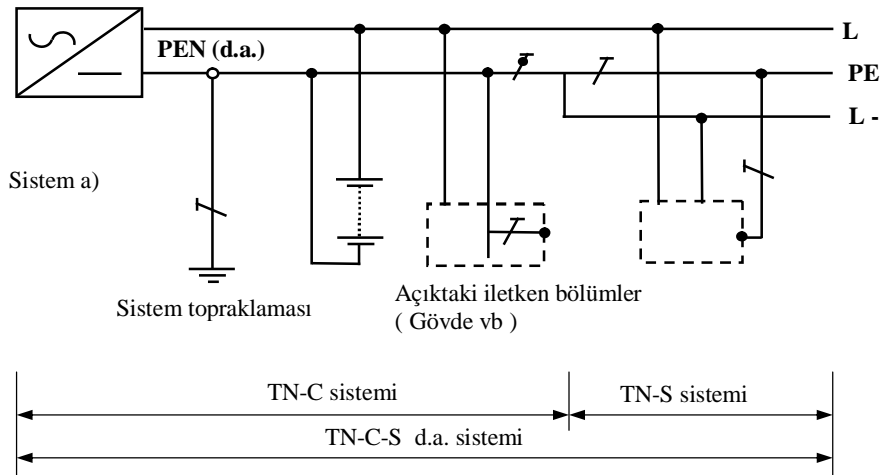 L
PEN (d.a.)
PE
L -
Sistem a)
Sistem topraklaması
Açıktaki iletken bölümler
( Gövde vb )
TN-C sistemi
TN-S sistemi
TN-C-S d.a. sistemi